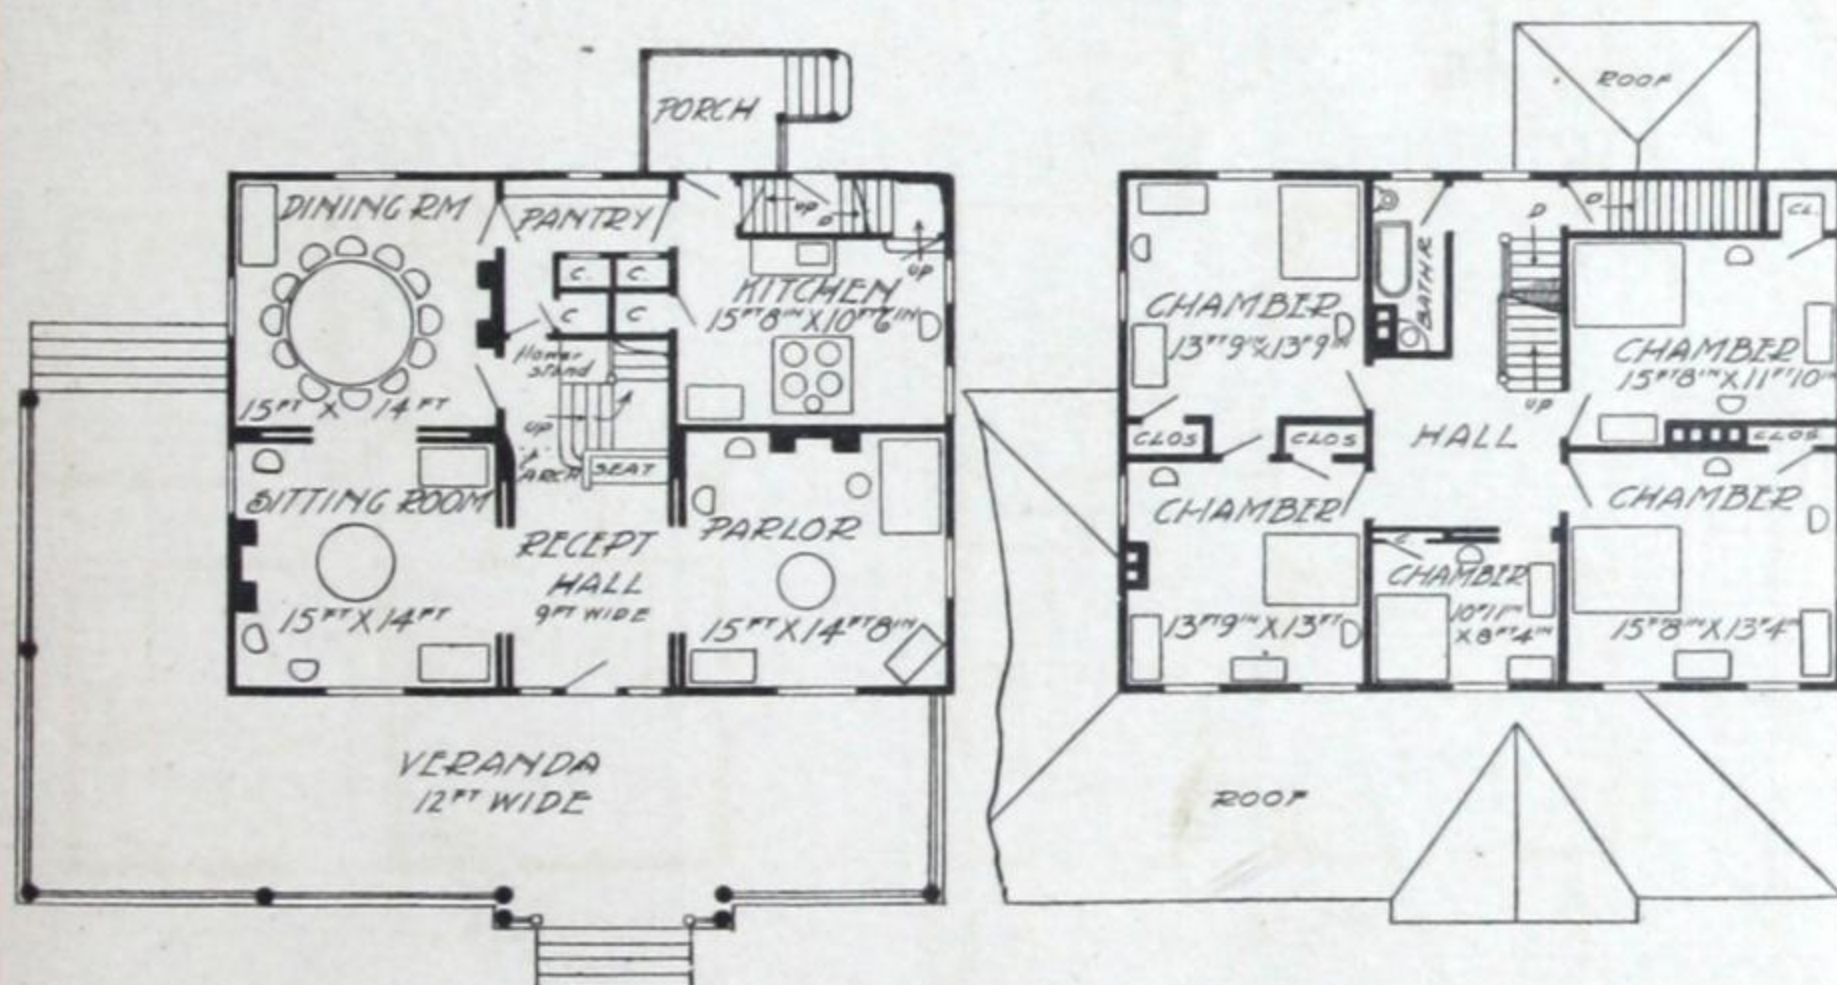 PORCH
DINING RM
15FT X 14FT
PANTRY
C.
C.
C
C
UP
D
UP
KITCHEN
15FT 8IN X 10FT 6IN
Flower
stand
UP
ARCH
SEAT
SITTING ROOM
15FT X 14FT
RECEPT
HALL
9FT WIDE
PARLOR
15FT X 14FT 8IN
VERANDA
12FT WIDE
ROOF
CHAMBER
13FT 9IN X 13FT 9IN
BATH R
D
D
CL.
UP
CHAMBER
15FT 8IN X 11FT 10IN
CLOS
CLOS
HALL
CLOS
CHAMBER
13FT 9IN X 13FT
C
CHAMBER
10FT 11IN
X 8FT 4IN
CHAMBER
15FT 8IN X 13FT 4IN
ROOF